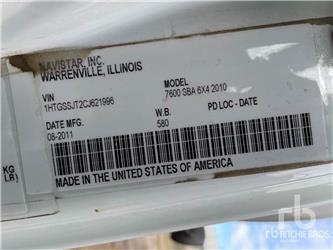 NAVISTAR, INC.
WARRENVILLE, ILLINOIS
VIN MODEL
1HTGSSJT2CJ621996 7600 SBA 6X4 2010
DATE MFG. W.B. PD LOC - DATE
08-2011 580
KG
LB)
MADE IN THE UNITED STATES OF AMERICA
rb
RITCHIE BROS